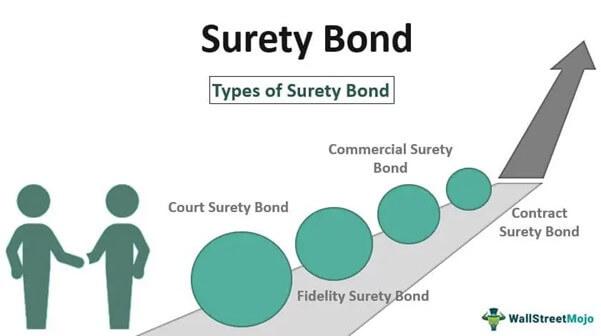 Surety Bond
Types of Surety Bond
Commercial Surety
Bond
Court Surety Bond
Contract
Surety Bond
Fidelity Surety Bond
WallStreetMojo